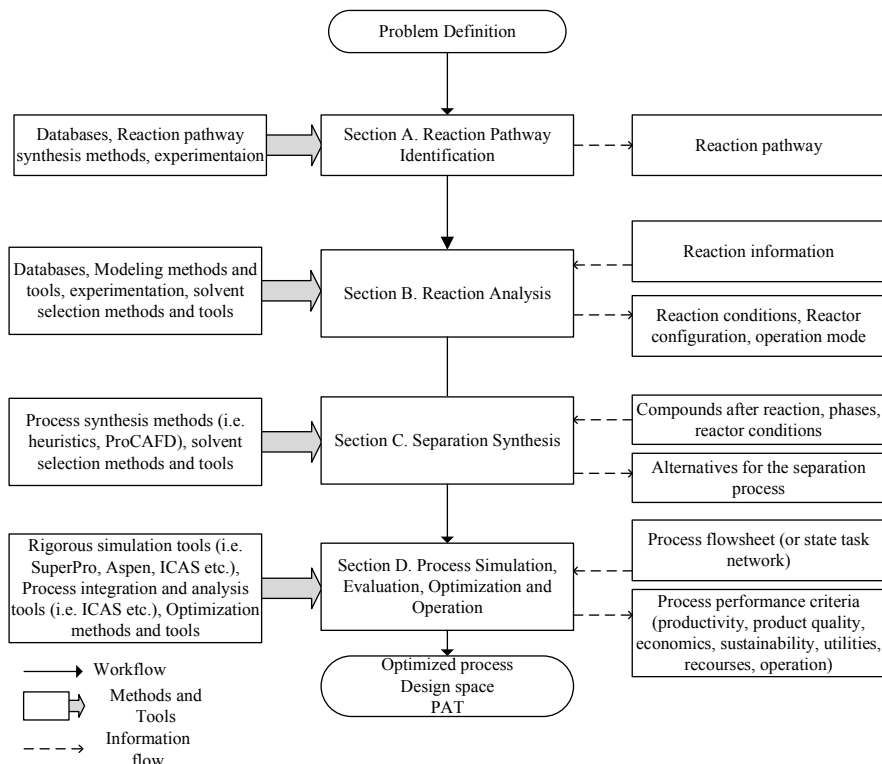 Problem Definition
Databases, Reaction pathway
synthesis methods, experimentaion
Section A. Reaction Pathway
Identification
Reaction pathway
Databases, Modeling methods and
tools, experimentation, solvent
selection methods and tools
Section B. Reaction Analysis
Reaction information
Reaction conditions, Reactor
configuration, operation mode
Process synthesis methods (i.e.
heuristics, ProCAFD), solvent
selection methods and tools
Section C. Separation Synthesis
Compounds after reaction, phases,
reactor conditions
Alternatives for the separation
process
Rigorous simulation tools (i.e.
SuperPro, Aspen, ICAS etc.),
Process integration and analysis
tools (i.e. ICAS etc.), Optimization
methods and tools
Section D. Process Simulation,
Evaluation, Optimization and
Operation
Process flowsheet (or state task
network)
Process performance criteria
(productivity, product quality,
economics, sustainability, utilities,
recourses, operation)
Optimized process
Design space
PAT
Workflow
Methods and
Tools
Information
flow